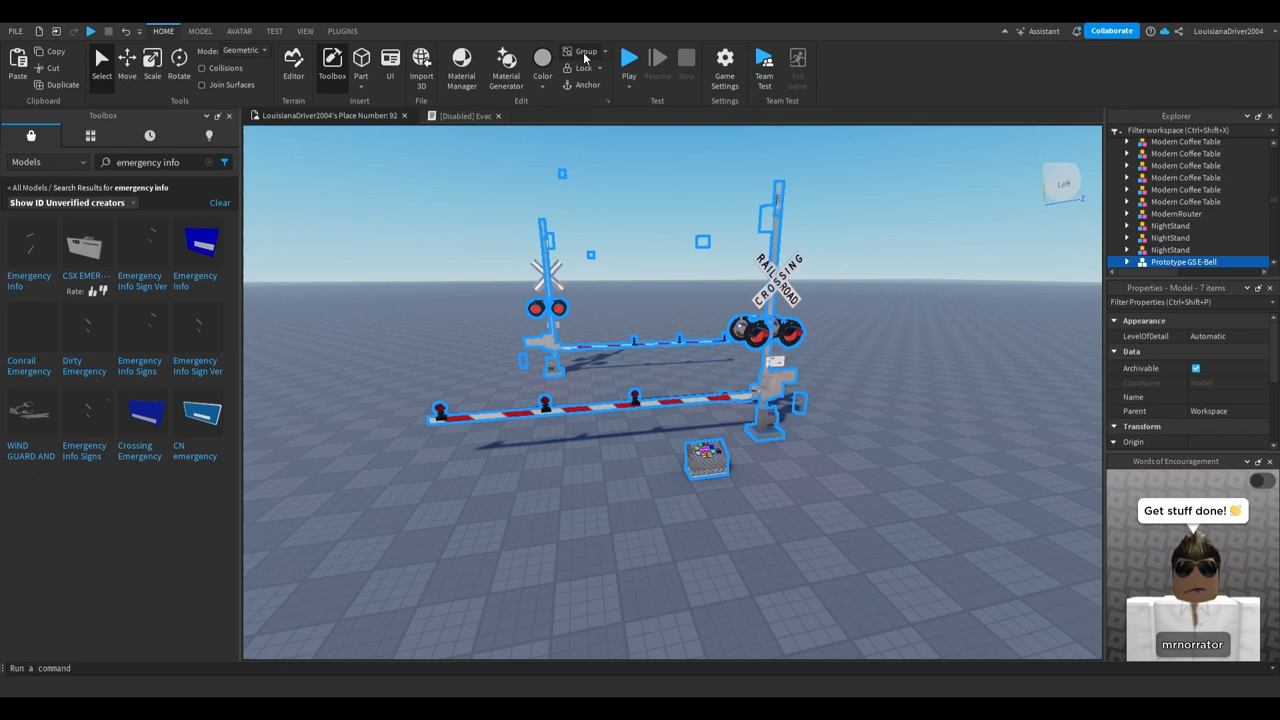 FILE HOME MODEL AVATAR TEST VIEW PLUGINS Assistant Collaborate LouisianaDriver2004
Paste Copy Cut Duplicate Clipboard
Select Move Scale Rotate Mode: Geometric Collisions Join Surfaces Tools
Editor Terrain
Toolbox Part UI Insert
Import 3D File
Material Manager Material Generator Color Group Lock Anchor Edit
Play Resume Stop Test
Game Settings Settings
Team Test Exit Game Team Test
Toolbox
LouisianaDriver2004's Place Number: 92 [Disabled] Evac
Models emergency info
< All Models / Search Results for emergency info
Show ID Unverified creators Clear
Emergency Info
CSX EMER--- Rate:
Emergency Info Sign Ver
Emergency Info
Conrail Emergency
Dirty Emergency
Emergency Info Signs
Emergency Info Sign Ver
WIND GUARD AND
Emergency Info Signs
Crossing Emergency
CN emergency
Left
Z
RAILROAD
CROSSING
Explorer
Filter workspace (Ctrl+Shift+X)
Modern Coffee Table
Modern Coffee Table
Modern Coffee Table
Modern Coffee Table
Modern Coffee Table
Modern Coffee Table
ModernRouter
NightStand
NightStand
NightStand
Prototype GS E-Bell
Properties - Model - 7 items
Filter Properties (Ctrl+Shift+P)
Appearance
LevelOfDetail Automatic
Data
Archivable
ClassName Model
Name
Parent Workspace
Transform
Origin
Words of Encouragement
Get stuff done! 👏
mrnorrator
Run a command